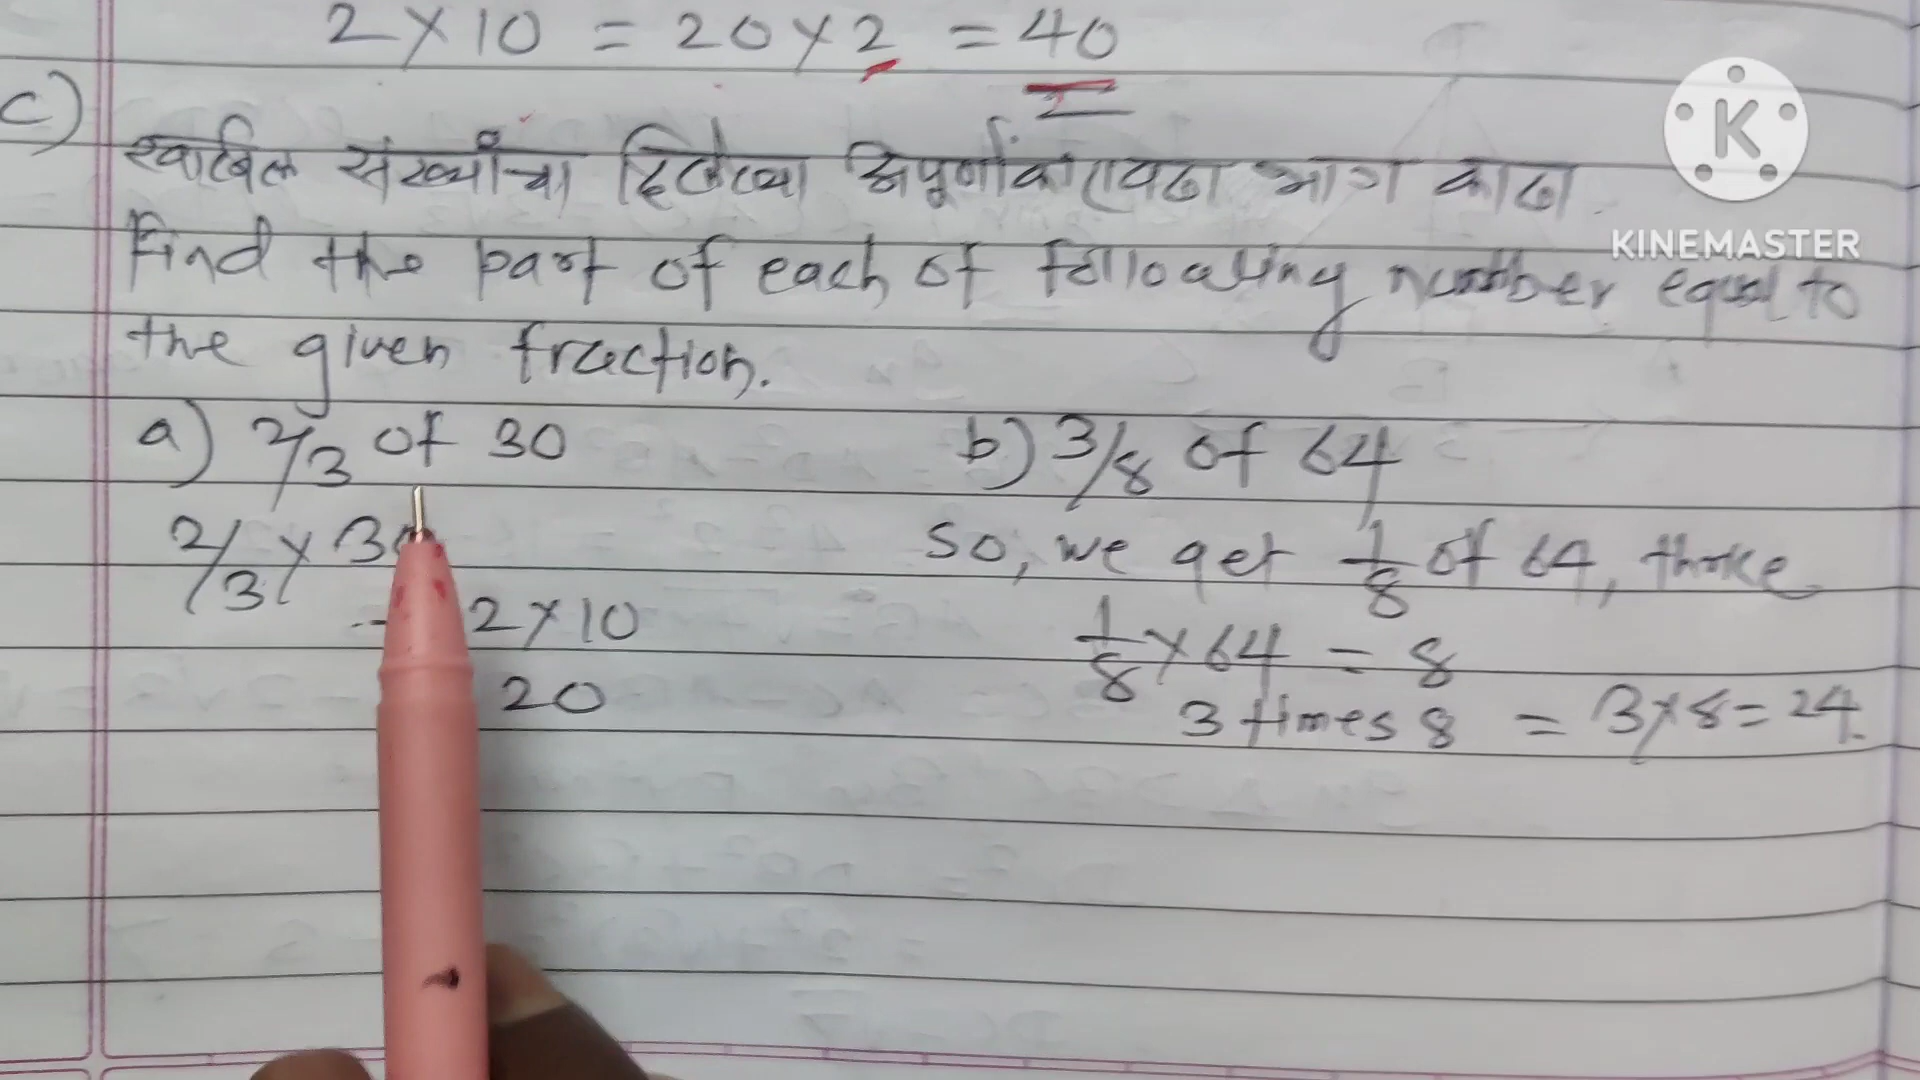 2 × 10 = 20 × 2 = 40
c)
खालील संख्यांचा दिलेल्या अपूर्णांकाएवढा भाग काढा.
Find the part of each of following number equal to
the given fraction.
a) 2/3 of 30
b) 3/8 of 64
2/3 × 30
So, we get 1/8 of 64, thrice.
= 2 × 10
1/8 × 64 = 8
20
3 times 8 = 3 × 8 = 24.
K
KINEMASTER